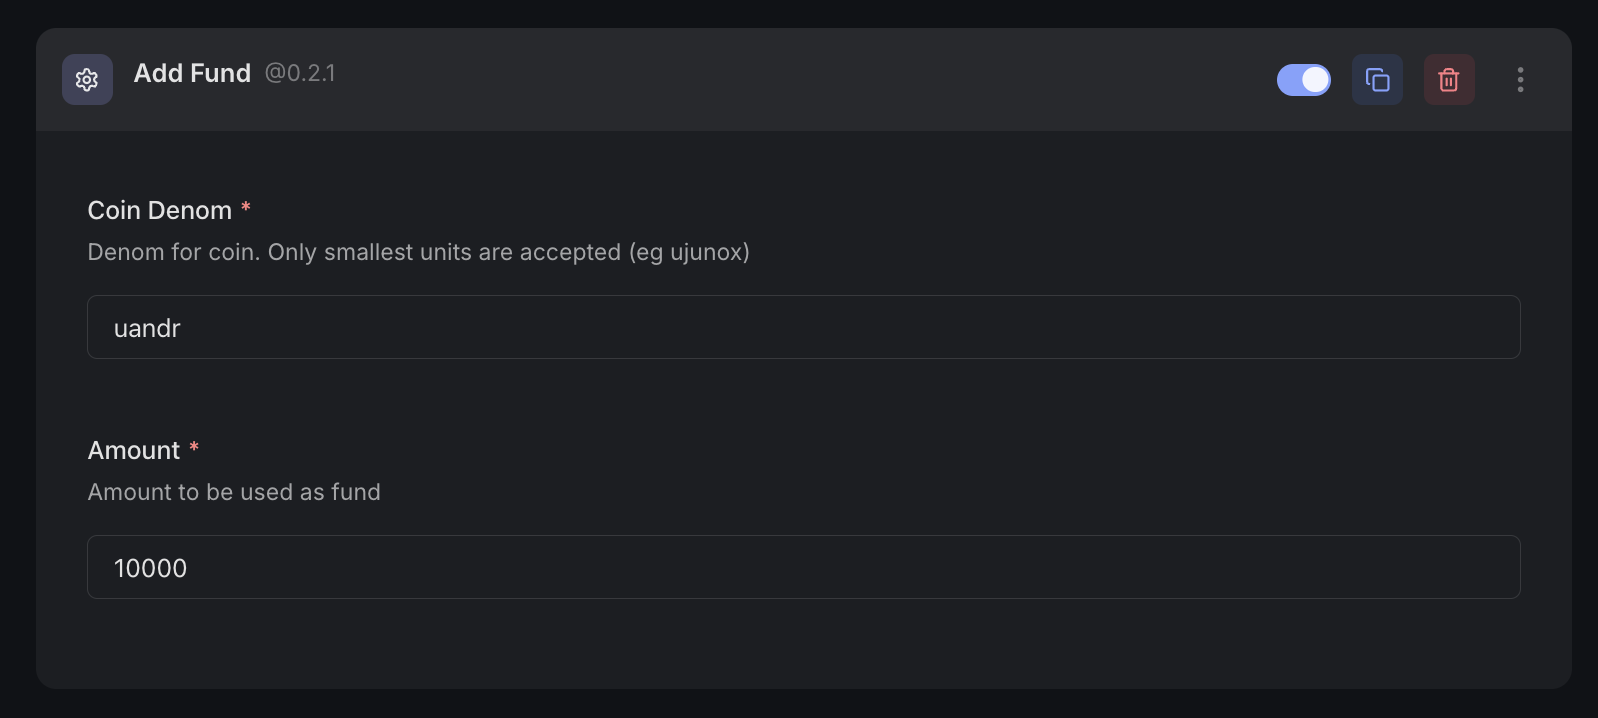 Add Fund @0.2.1
Coin Denom *
Denom for coin. Only smallest units are accepted (eg ujunox)
uandr
Amount *
Amount to be used as fund
10000